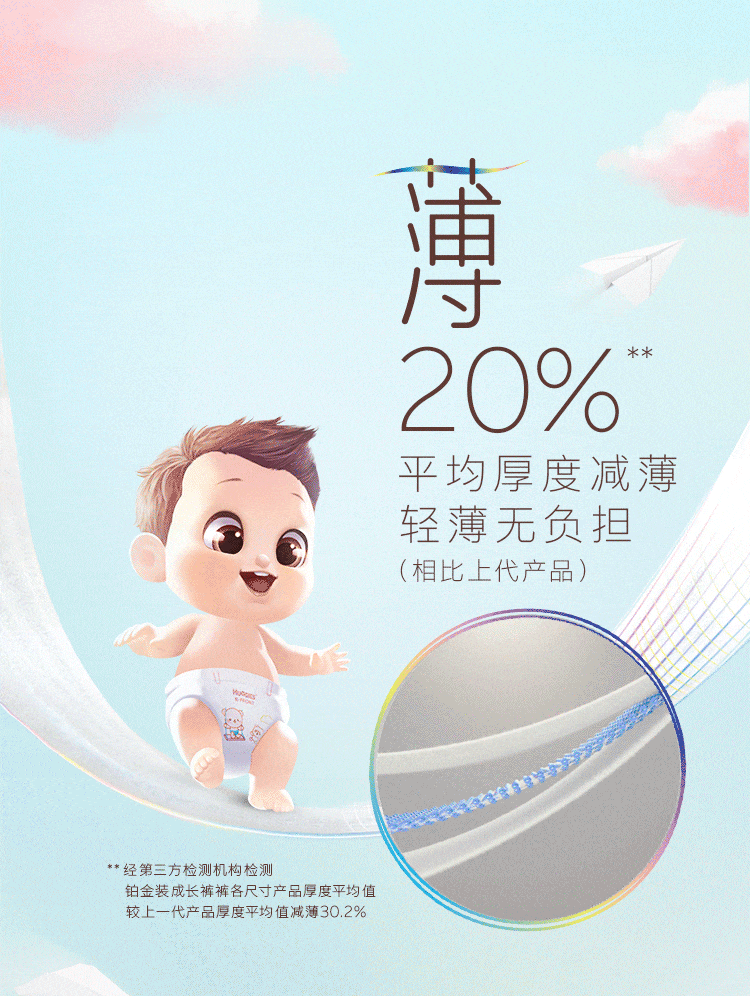 薄
20%**
平均厚度减薄
轻薄无负担
(相比上代产品)
HUGGIES
** 经第三方检测机构检测
铂金装成长裤裤各尺寸产品厚度平均值
较上一代产品厚度平均值减薄30.2%